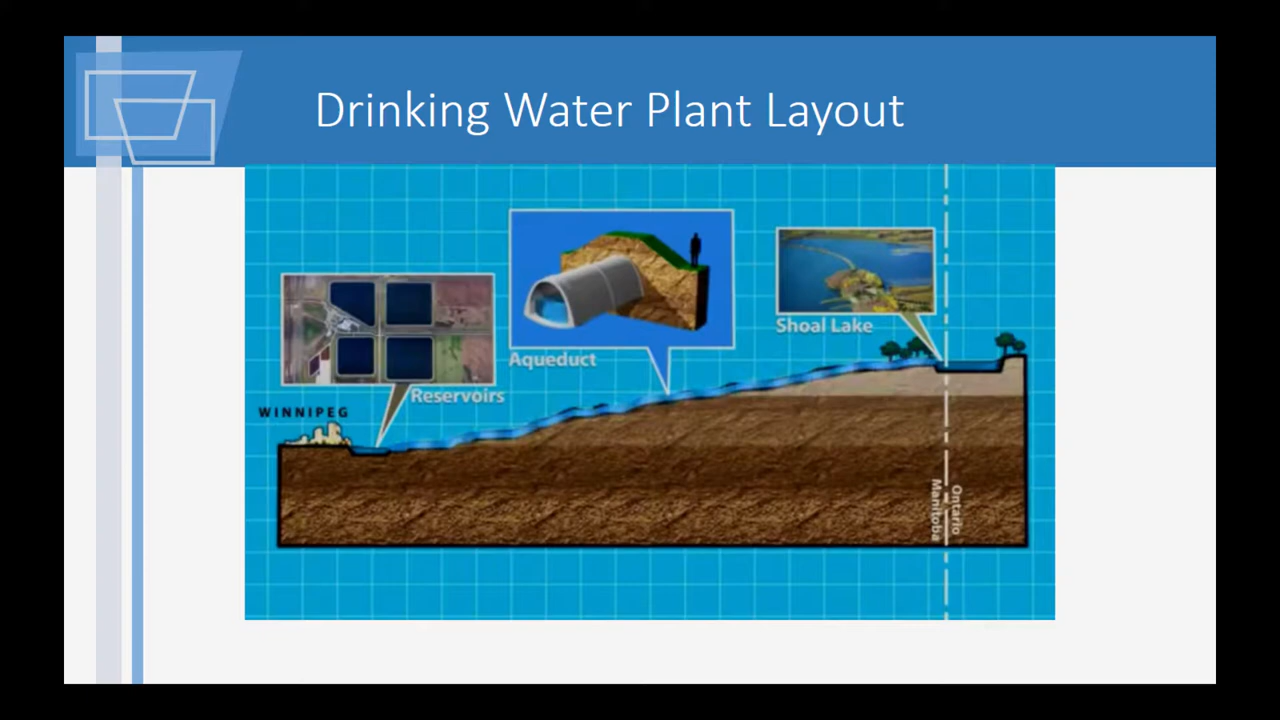 Drinking Water Plant Layout
Shoal Lake
Aqueduct
Reservoirs
WINNIPEG
Manitoba
Ontario